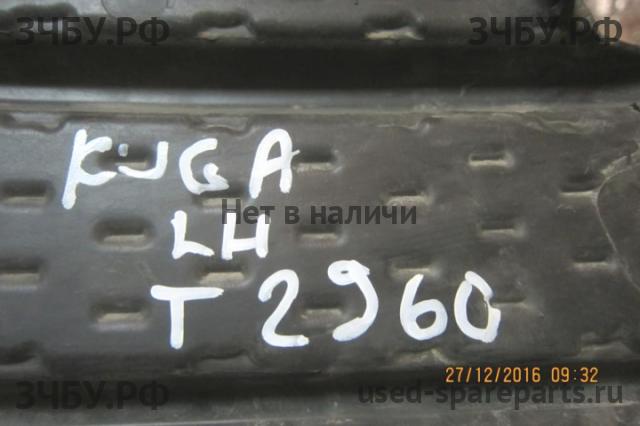 ЗЧБУ.РФ ЗЧБУ.РФ
KUGA
Нет в наличи
LH
T 2960
27/12/2016 09:32
ЗЧБУ.РФ used-spareparts.ru